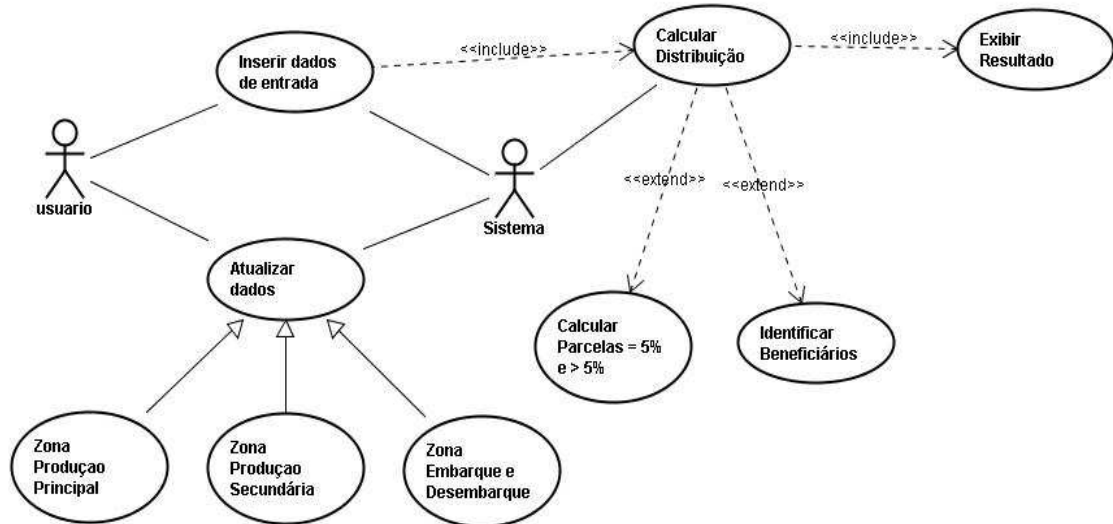 Inserir dados
de entrada
<<include>>
Calcular
Distribuição
<<include>>
Exibir
Resultado
usuario
Sistema
<<extend>>
<<extend>>
Atualizar
dados
Calcular
Parcelas = 5%
e > 5%
Identificar
Beneficiários
Zona
Produçao
Principal
Zona
Produçao
Secundária
Zona
Embarque e
Desembarque